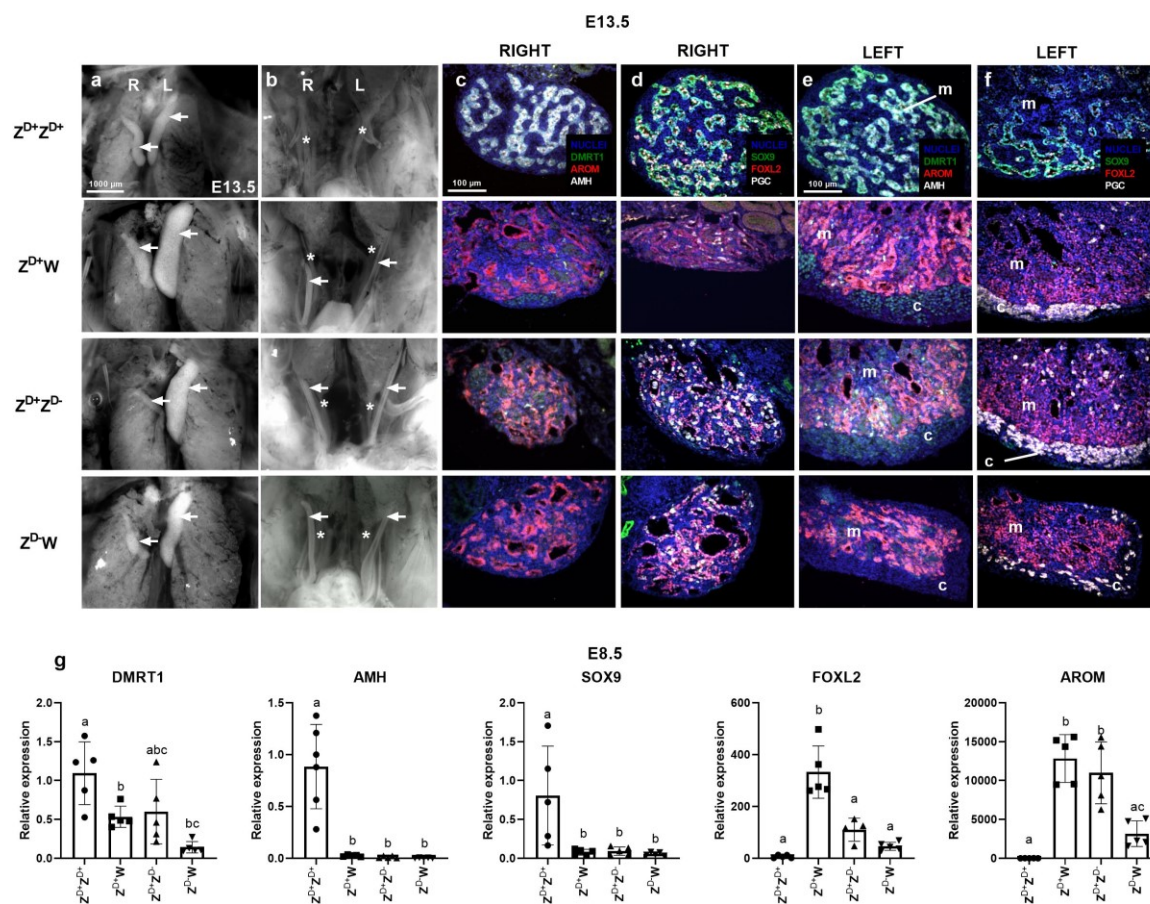 E13.5
RIGHT RIGHT LEFT LEFT
a R L b R L c d e m f m
Z^D+Z^D+
NUCLEI NUCLEI NUCLEI NUCLEI
DMRT1 SOX9 DMRT1 SOX9
AROM FOXL2 AROM FOXL2
1000 µm E13.5 100 µm AMH PGC 100 µm AMH PGC
Z^D+W
m m
c c
Z^D+Z^D-
m m
c c
Z^D-W
m m
c c
g E8.5
DMRT1 AMH SOX9 FOXL2 AROM
Relative expression
2.0
1.5
1.0
0.5
0.0
a b abc bc
Z^D+Z^D+ Z^D+W Z^D+Z^D- Z^D-W
Relative expression
1.5
1.0
0.5
0.0
a b b b
Z^D+Z^D+ Z^D+W Z^D+Z^D- Z^D-W
Relative expression
2.0
1.5
1.0
0.5
0.0
a b b b
Z^D+Z^D+ Z^D+W Z^D+Z^D- Z^D-W
Relative expression
600
400
200
0
a b a a
Z^D+Z^D+ Z^D+W Z^D+Z^D- Z^D-W
Relative expression
20000
15000
10000
5000
0
a b b ac
Z^D+Z^D+ Z^D+W Z^D+Z^D- Z^D-W